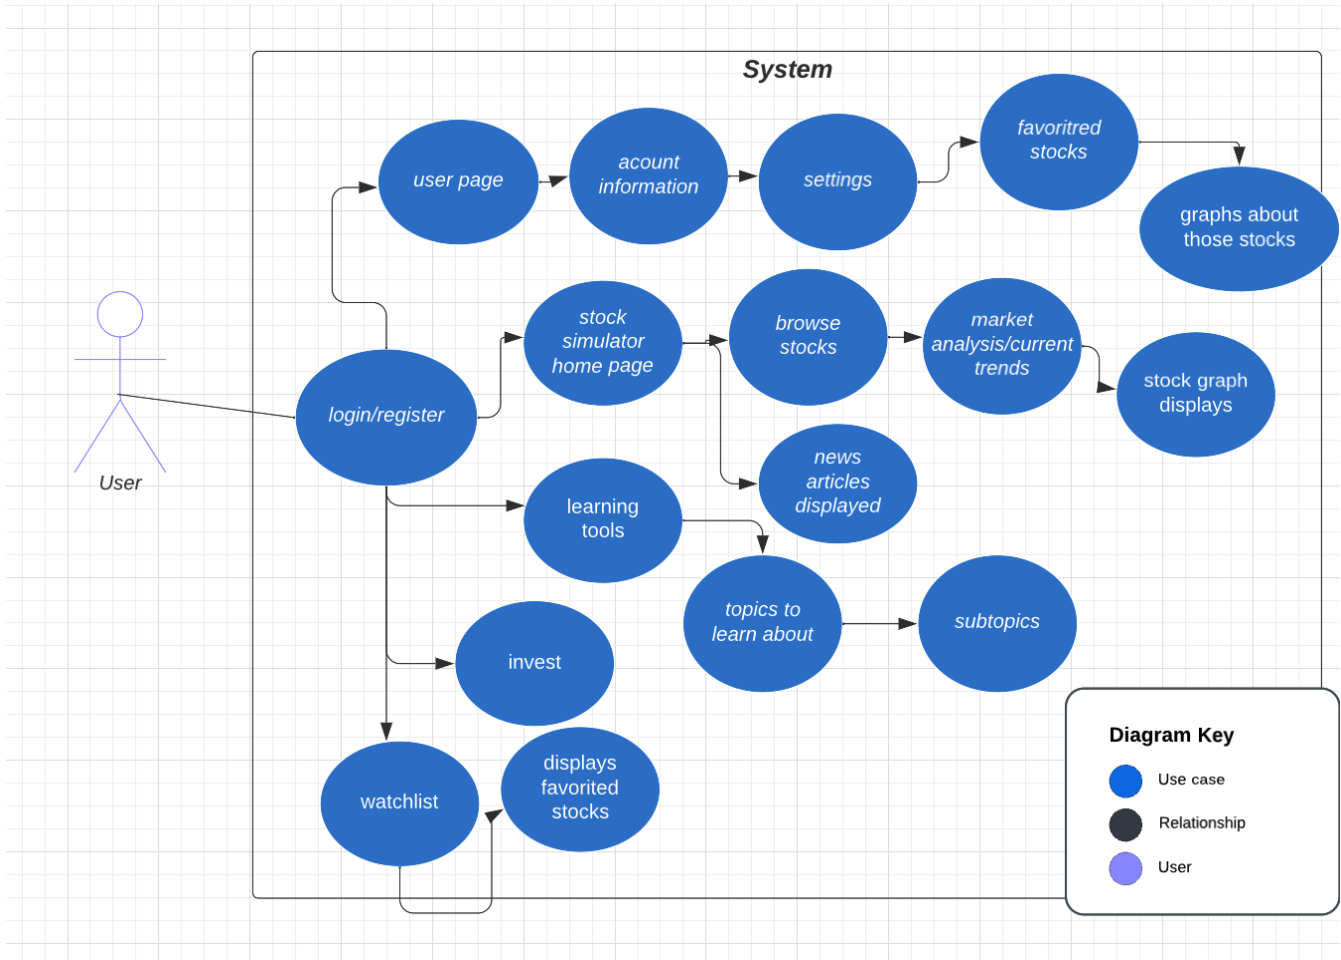 System
user page
acount
information
settings
favoritred
stocks
graphs about
those stocks
stock
simulator
home page
browse
stocks
market
analysis/current
trends
stock graph
displays
login/register
User
news
articles
displayed
learning
tools
topics to
learn about
subtopics
invest
watchlist
displays
favorited
stocks
Diagram Key
Use case
Relationship
User